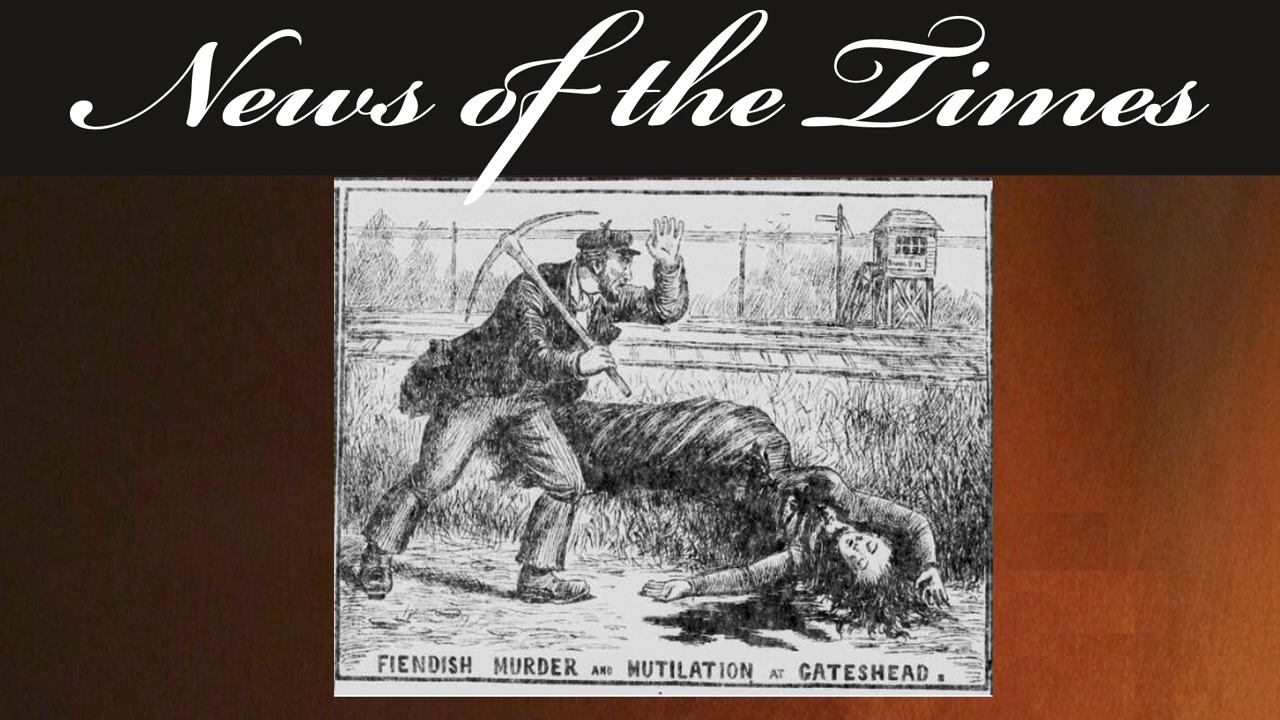 News of the Times
FIENDISH MURDER AND MUTILATION AT GATESHEAD.